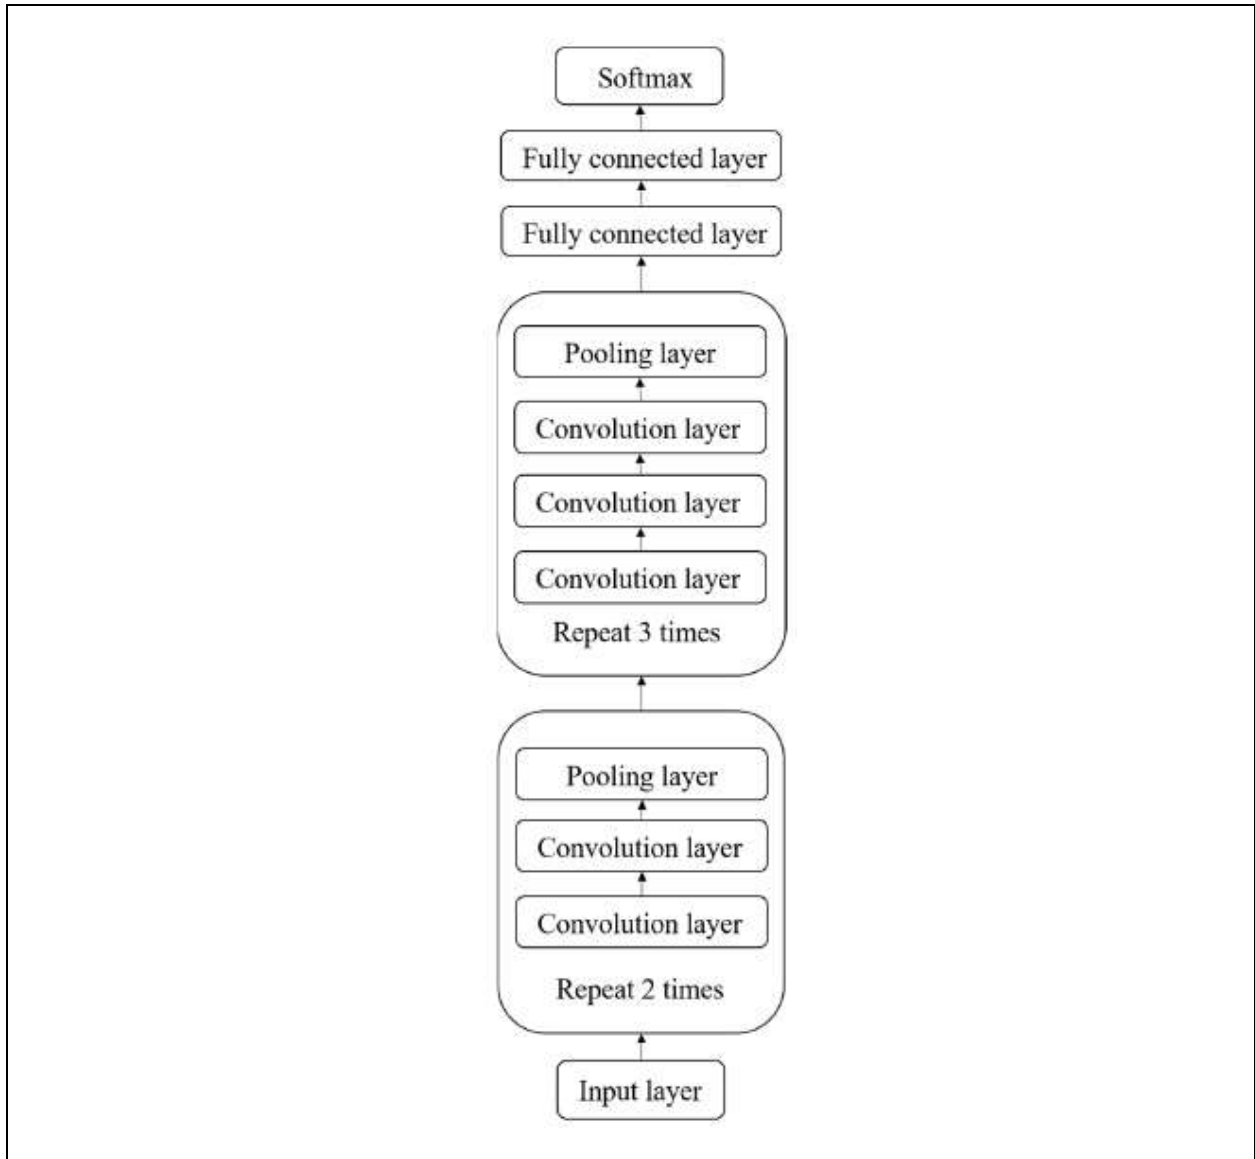 Softmax
Fully connected layer
Fully connected layer
Pooling layer
Convolution layer
Convolution layer
Convolution layer
Repeat 3 times
Pooling layer
Convolution layer
Convolution layer
Repeat 2 times
Input layer